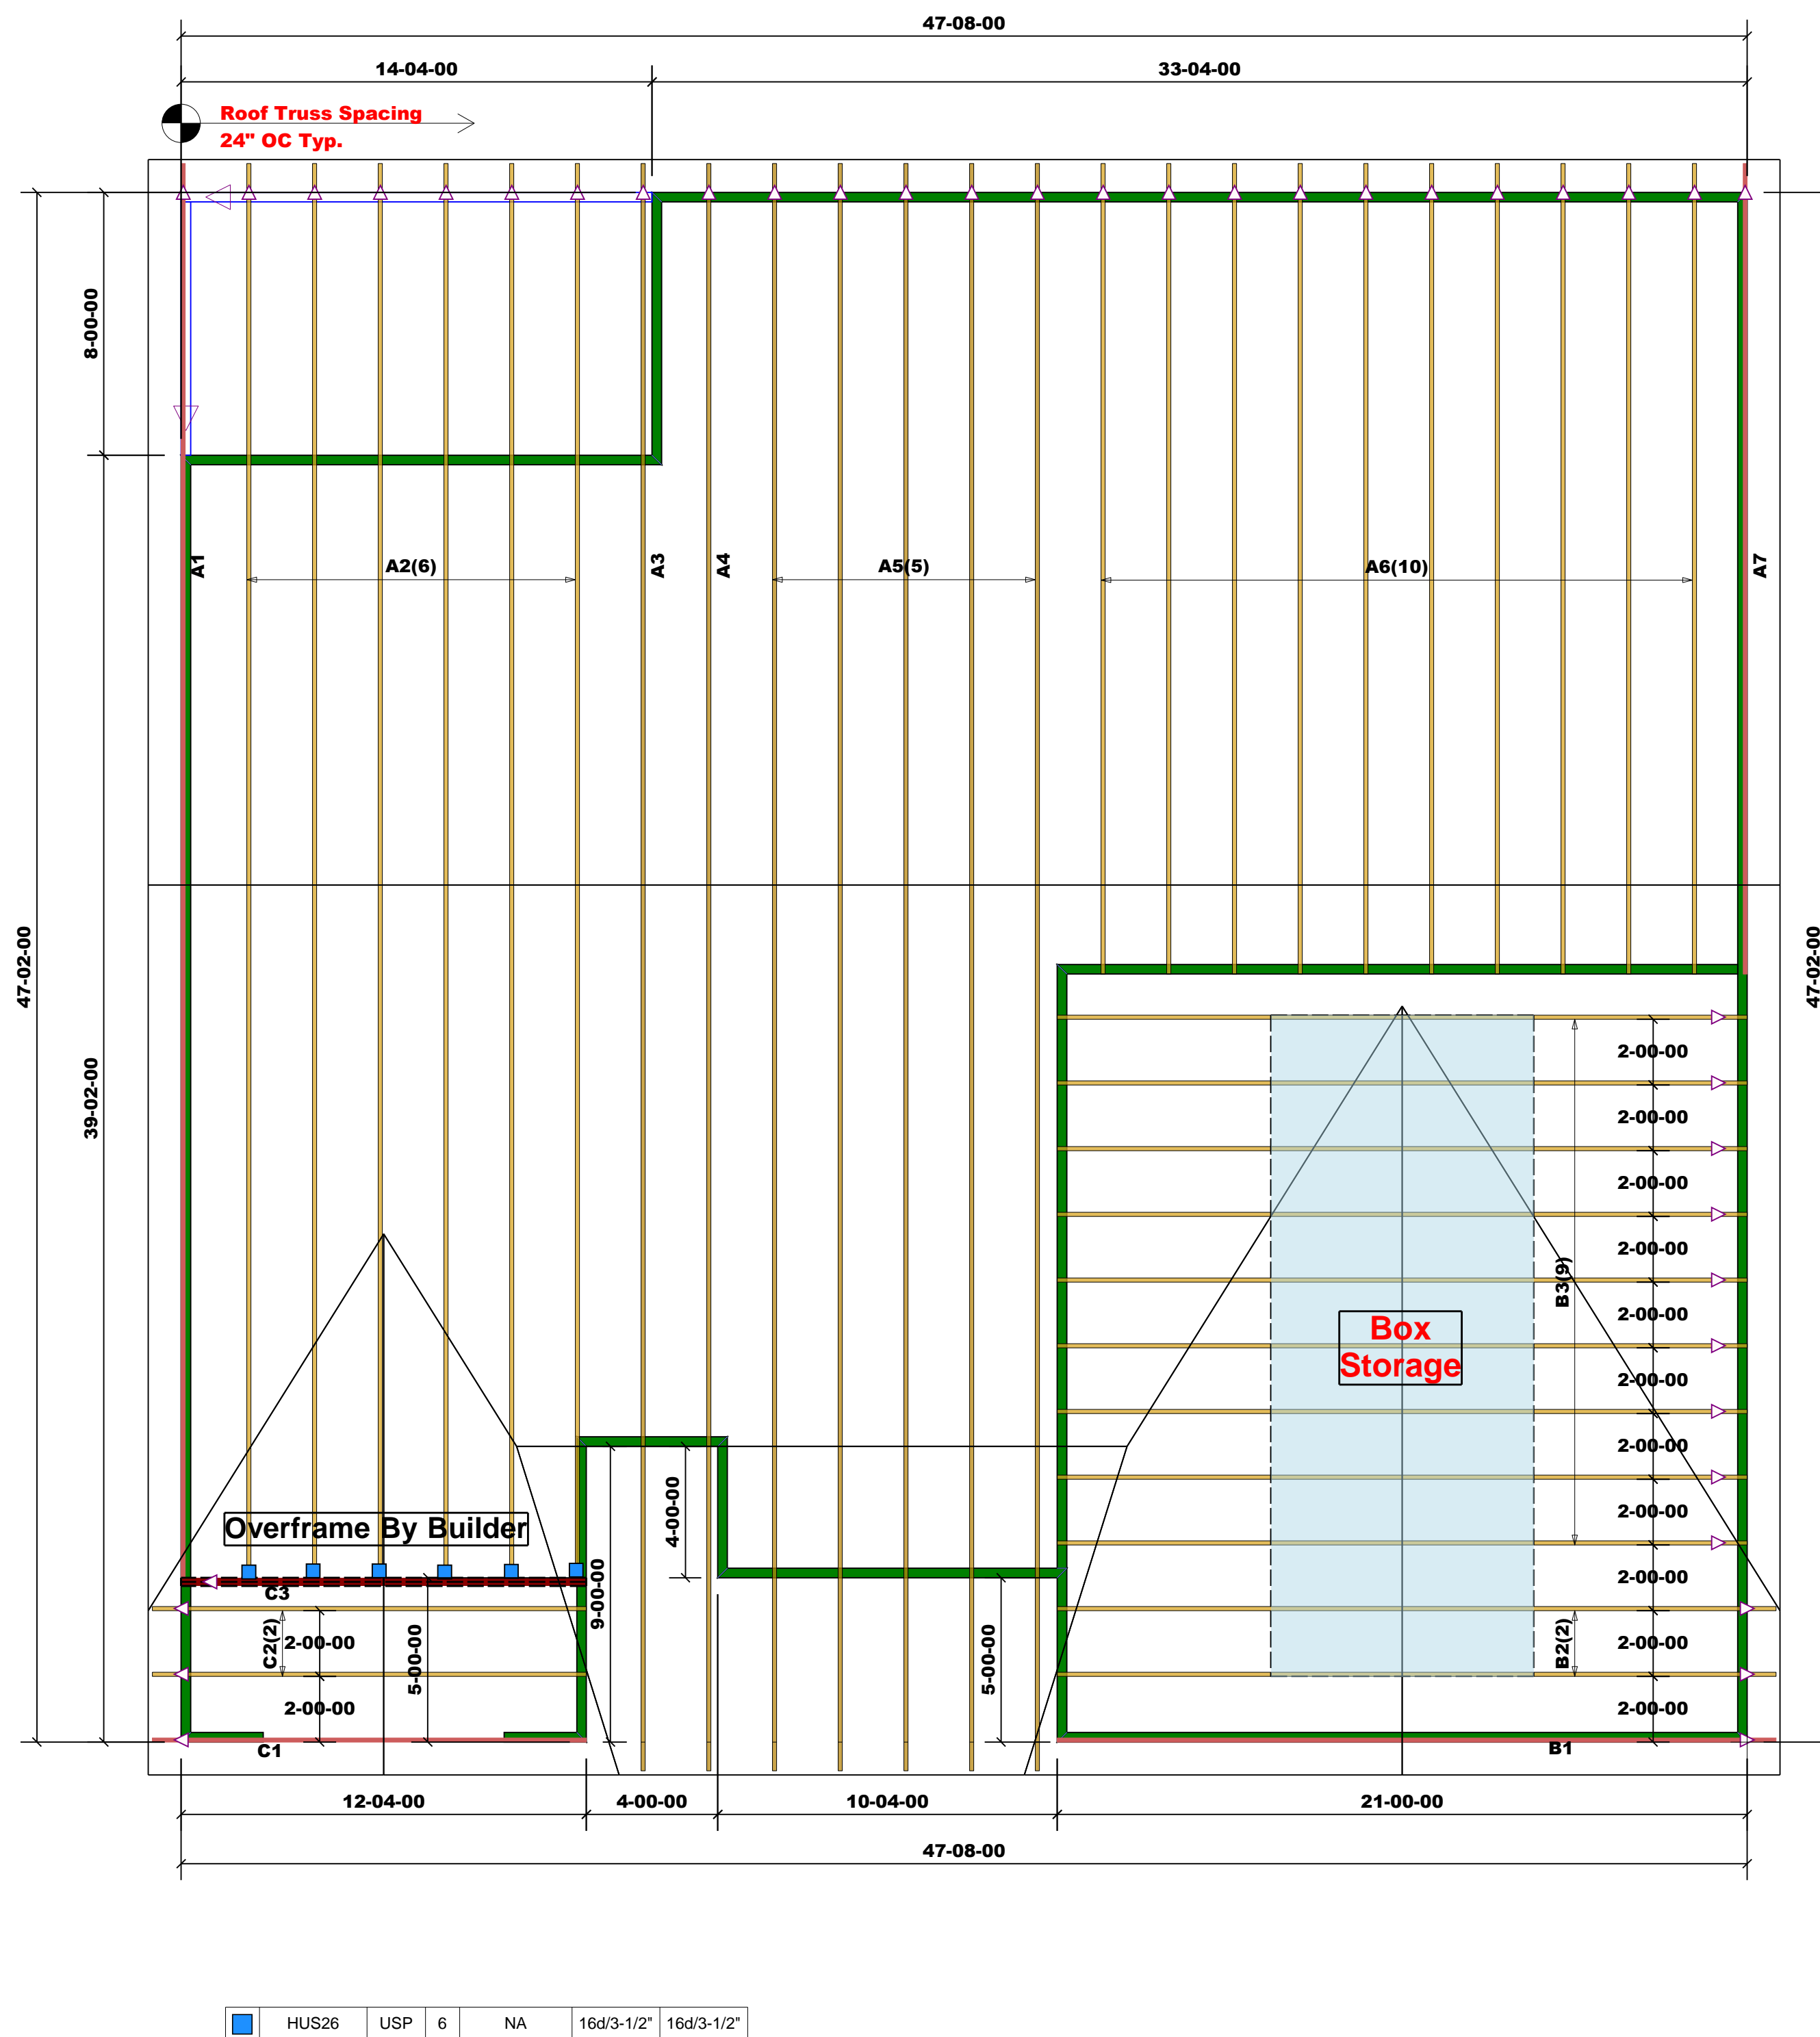 47-08-00
14-04-00
33-04-00
Roof Truss Spacing
24" OC Typ.
8-00-00
A1
A2(6)
A3
A4
A5(5)
A6(10)
A7
47-02-00
47-02-00
39-02-00
2-00-00
2-00-00
2-00-00
2-00-00
B3(9)
2-00-00
Box
Storage
2-00-00
2-00-00
2-00-00
2-00-00
4-00-00
Overframe By Builder
9-00-00
C3
C2(2)
2-00-00
5-00-00
5-00-00
B2(2)
2-00-00
2-00-00
2-00-00
C1
B1
12-04-00
4-00-00
10-04-00
21-00-00
47-08-00
HUS26 USP 6 NA 16d/3-1/2" 16d/3-1/2"